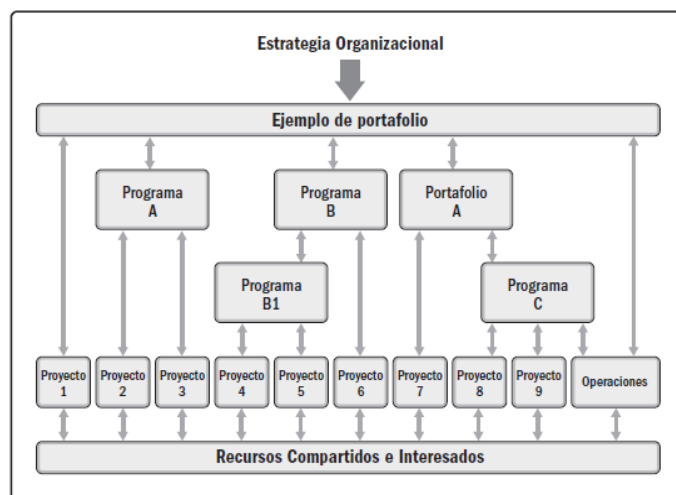 Estrategia Organizacional
Ejemplo de portafolio
Programa
A
Programa
B
Portafolio
A
Programa
B1
Programa
C
Proyecto
1
Proyecto
2
Proyecto
3
Proyecto
4
Proyecto
5
Proyecto
6
Proyecto
7
Proyecto
8
Proyecto
9
Operaciones
Recursos Compartidos e Interesados